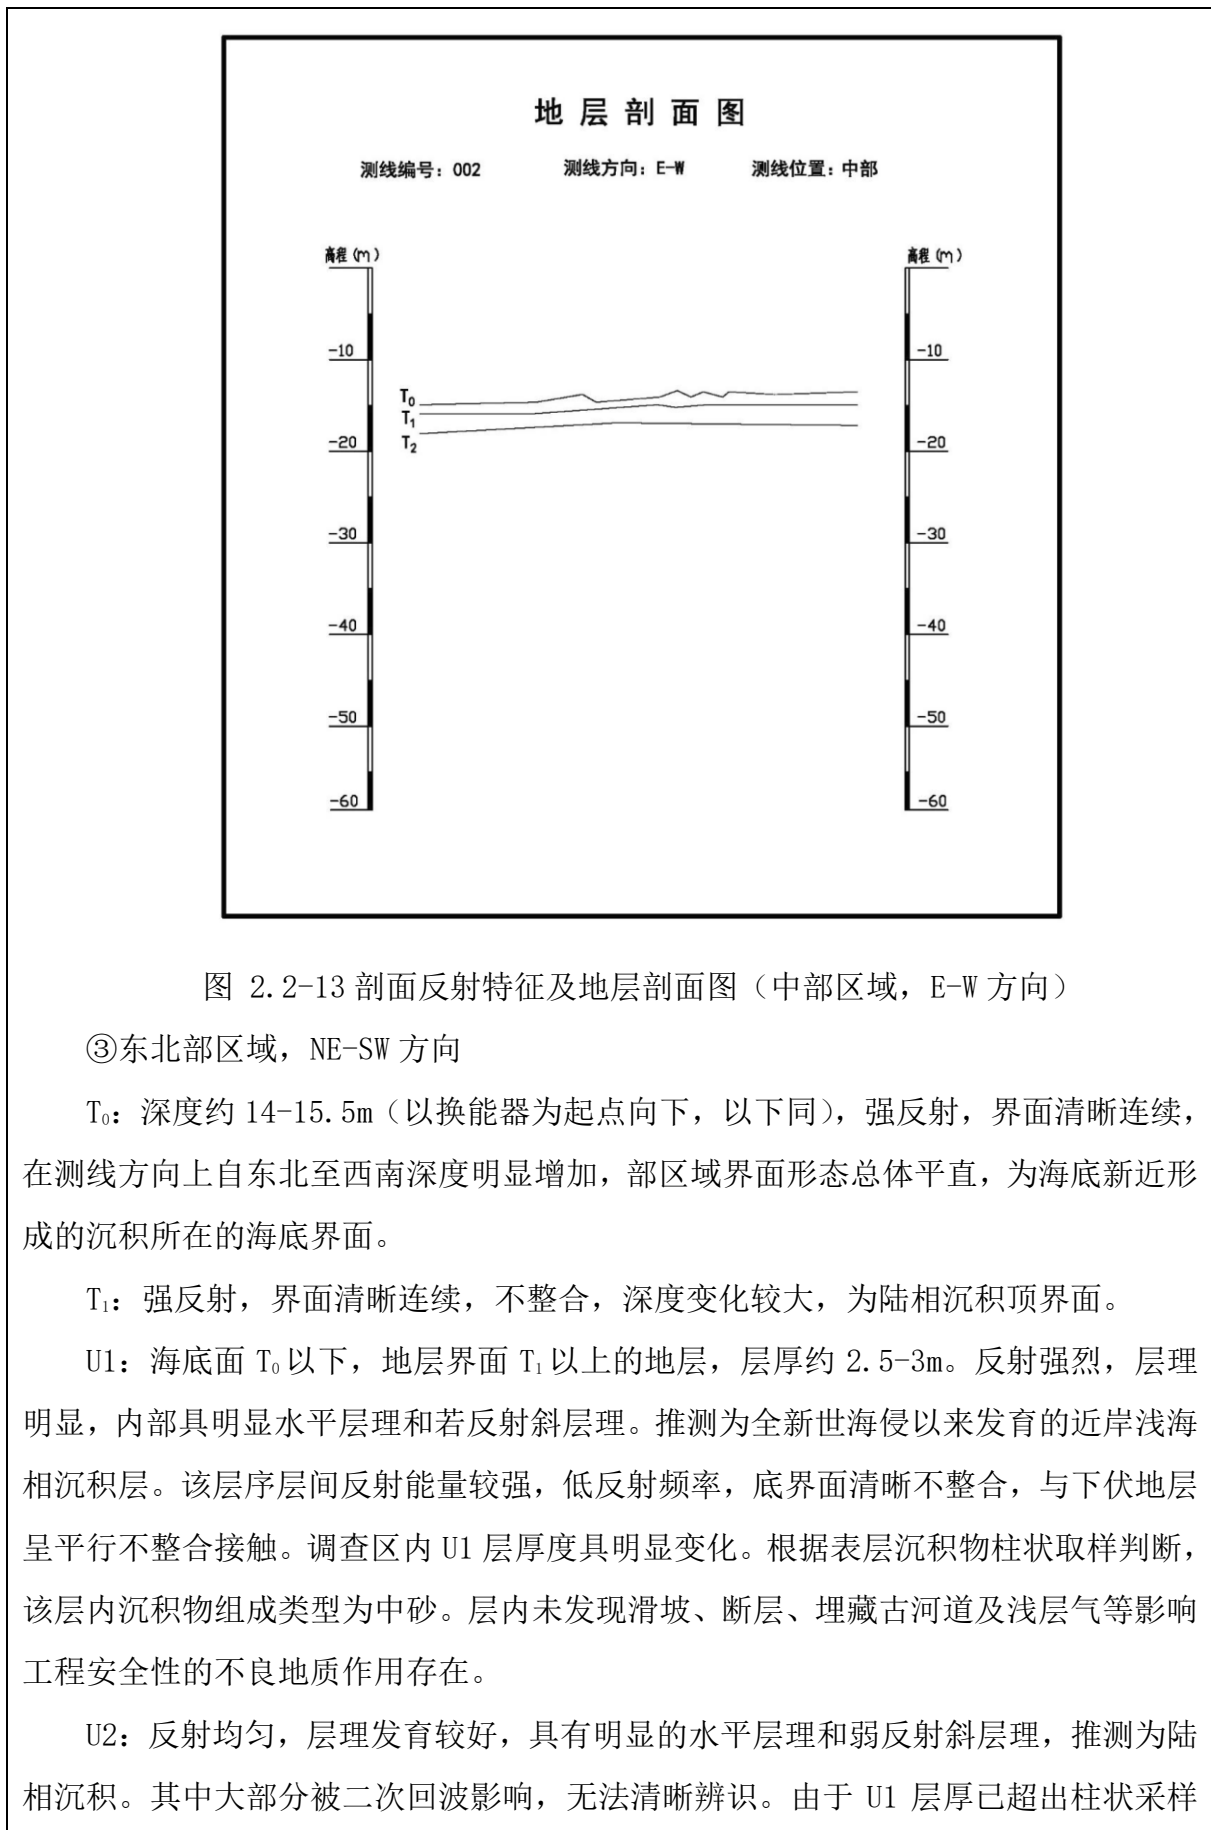 地层剖面图
测线编号：002 测线方向：E-W 测线位置：中部
高程(m) 高程(m)
-10 -10
T₀
T₁
-20 T₂ -20
-30 -30
-40 -40
-50 -50
-60 -60
图 2.2-13 剖面反射特征及地层剖面图（中部区域，E-W 方向）
③东北部区域，NE-SW 方向
T₀：深度约 14-15.5m（以换能器为起点向下，以下同），强反射，界面清晰连续，
在测线方向上自东北至西南深度明显增加，部区域界面形态总体平直，为海底新近形
成的沉积所在的海底界面。
T₁：强反射，界面清晰连续，不整合，深度变化较大，为陆相沉积顶界面。
U1：海底面 T₀以下，地层界面 T₁以上的地层，层厚约 2.5-3m。反射强烈，层理
明显，内部具明显水平层理和若反射斜层理。推测为全新世海侵以来发育的近岸浅海
相沉积层。该层序层间反射能量较强，低反射频率，底界面清晰不整合，与下伏地层
呈平行不整合接触。调查区内 U1 层厚度具明显变化。根据表层沉积物柱状取样判断，
该层内沉积物组成类型为中砂。层内未发现滑坡、断层、埋藏古河道及浅层气等影响
工程安全性的不良地质作用存在。
U2：反射均匀，层理发育较好，具有明显的水平层理和弱反射斜层理，推测为陆
相沉积。其中大部分被二次回波影响，无法清晰辨识。由于 U1 层厚已超出柱状采样